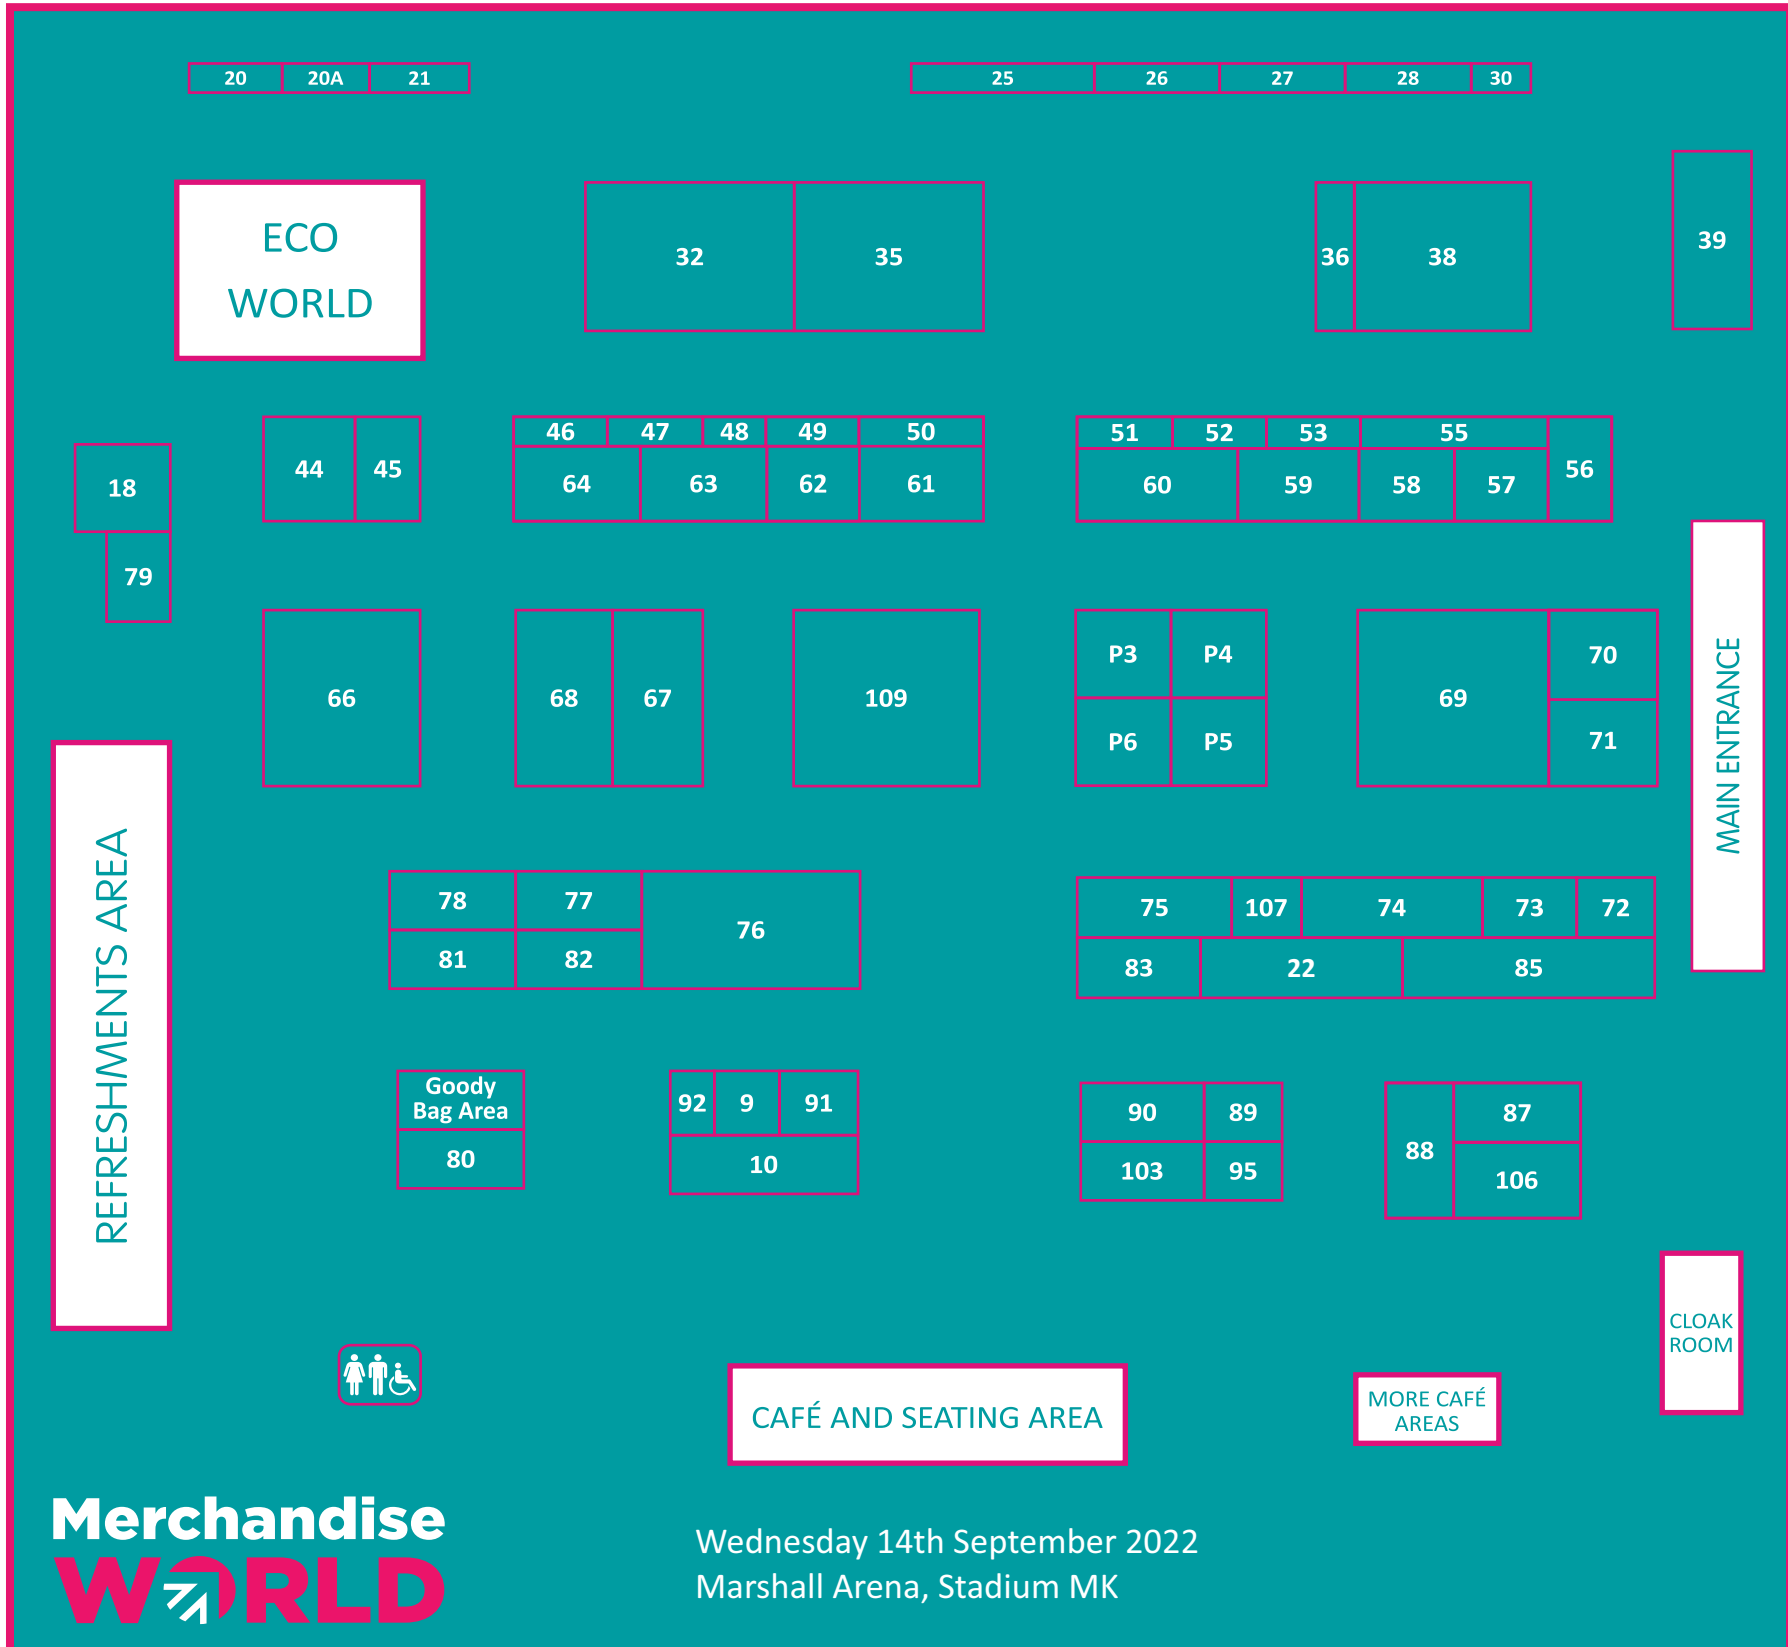 20 20A 21 25 26 27 28 30
ECO
WORLD
32 35 36 38 39
46 47 48 49 50 51 52 53 55
18 44 45 64 63 62 61 60 59 58 57 56
79
66 68 67 109 P3 P4 69 70
P6 P5 71
MAIN ENTRANCE
REFRESHMENTS AREA
78 77 76 75 107 74 73 72
81 82 83 22 85
Goody
Bag Area
80
92 9 91
10
90 89
103 95
88 87
106
CLOAK
ROOM
CAFÉ AND SEATING AREA
MORE CAFÉ
AREAS
Merchandise
WORLD
Wednesday 14th September 2022
Marshall Arena, Stadium MK